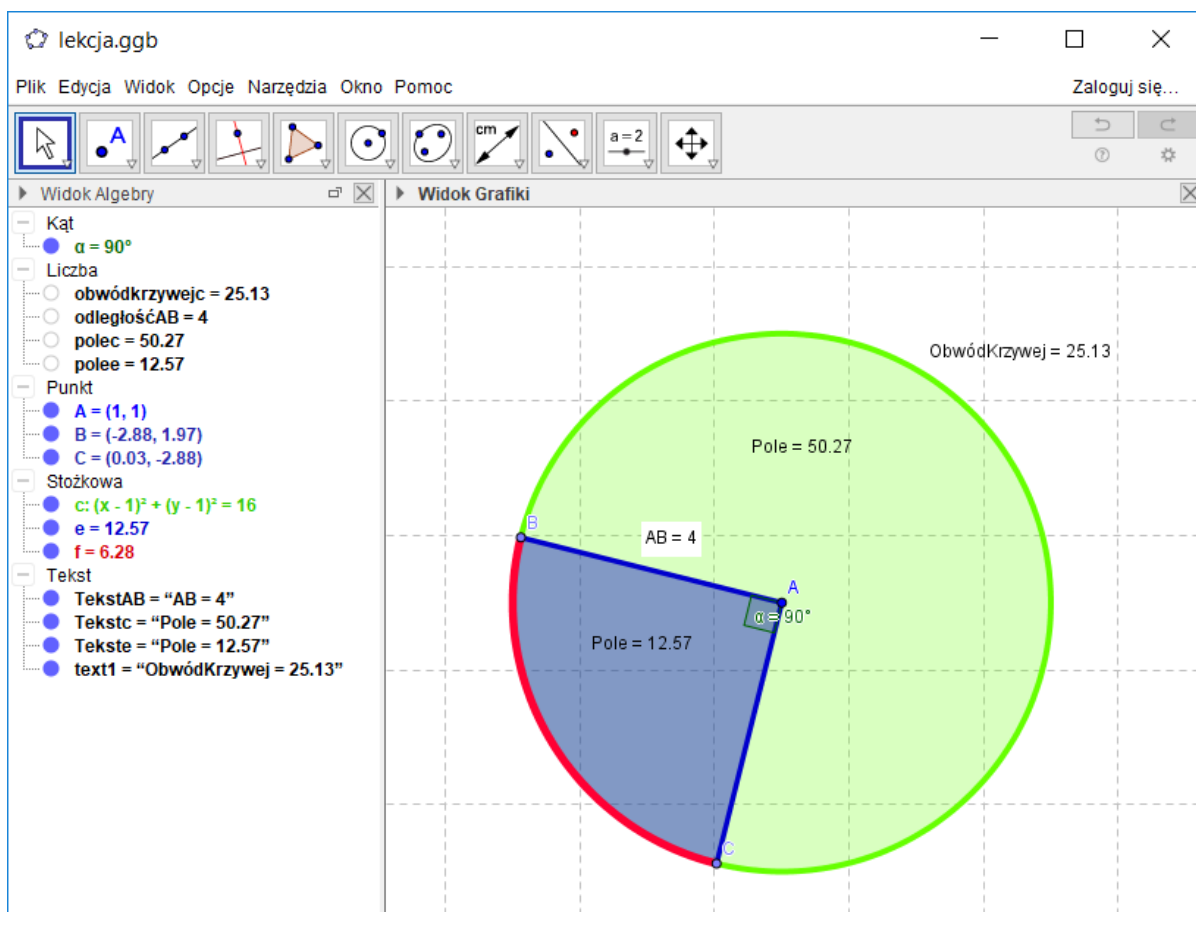 lekcja.ggb
Plik Edycja Widok Opcje Narzędzia Okno Pomoc Zaloguj się...
A cm a = 2
Widok Algebry
Widok Grafiki
Kąt
α = 90°
Liczba
obwódkrzywejc = 25.13
odległośćAB = 4
polec = 50.27
polee = 12.57
Punkt
A = (1, 1)
B = (-2.88, 1.97)
C = (0.03, -2.88)
Stożkowa
c: (x - 1)² + (y - 1)² = 16
e = 12.57
f = 6.28
Tekst
TekstAB = “AB = 4”
Tekstc = “Pole = 50.27”
Tekste = “Pole = 12.57”
text1 = “ObwódKrzywej = 25.13”
ObwódKrzywej = 25.13
Pole = 50.27
B
AB = 4
A
α = 90°
Pole = 12.57
C